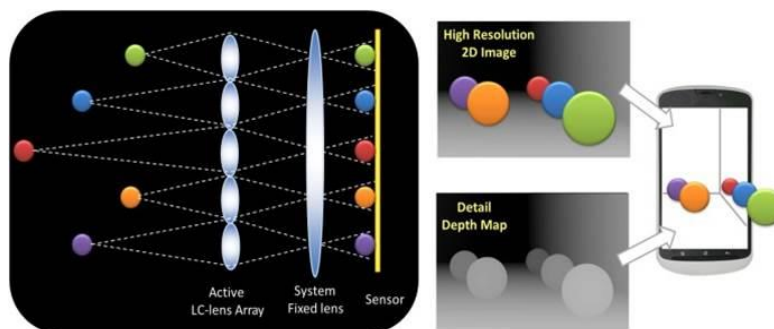 Active
LC-lens Array
System
Fixed lens
Sensor
High Resolution
2D Image
Detail
Depth Map